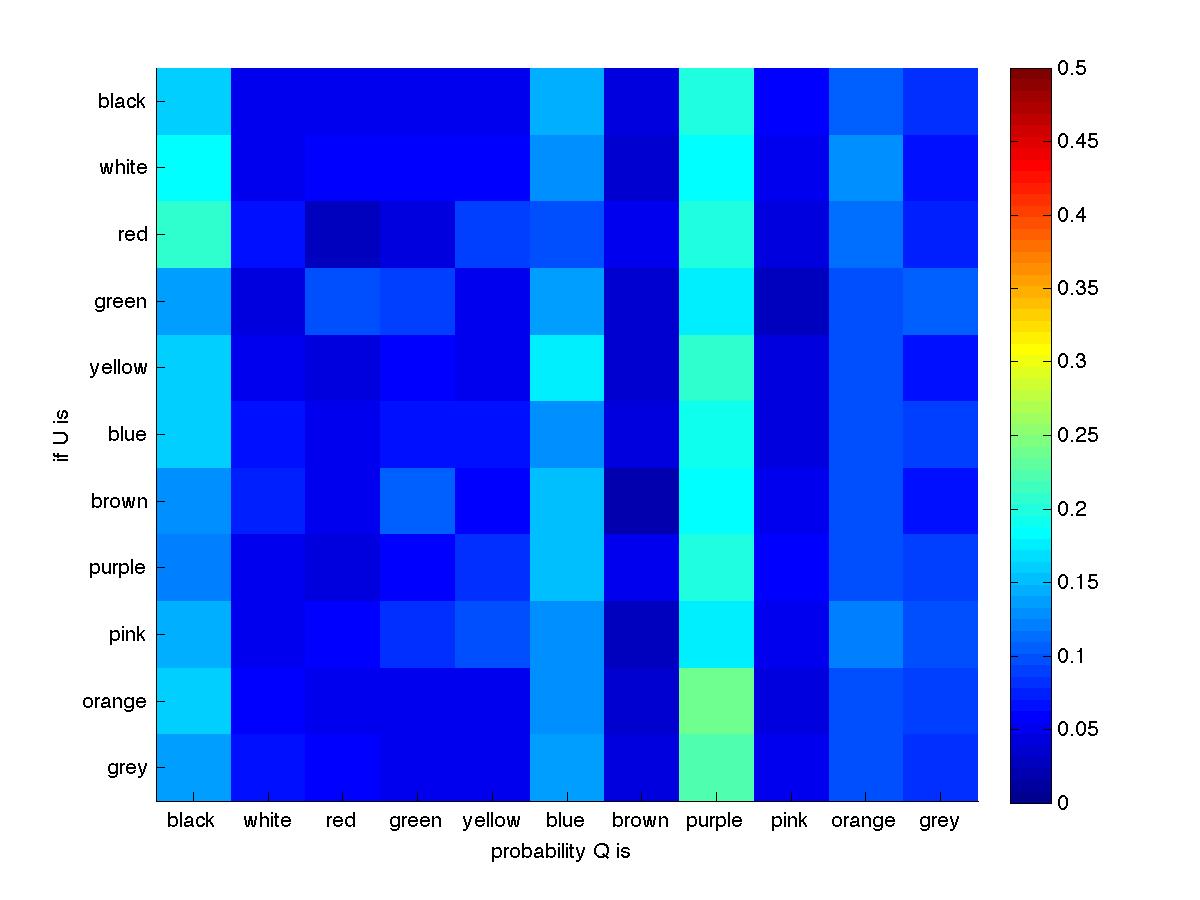 black
white
red
green
yellow
blue
brown
purple
pink
orange
grey
if U is
black white red green yellow blue brown purple pink orange grey
probability Q is
0.5
0.45
0.4
0.35
0.3
0.25
0.2
0.15
0.1
0.05
0